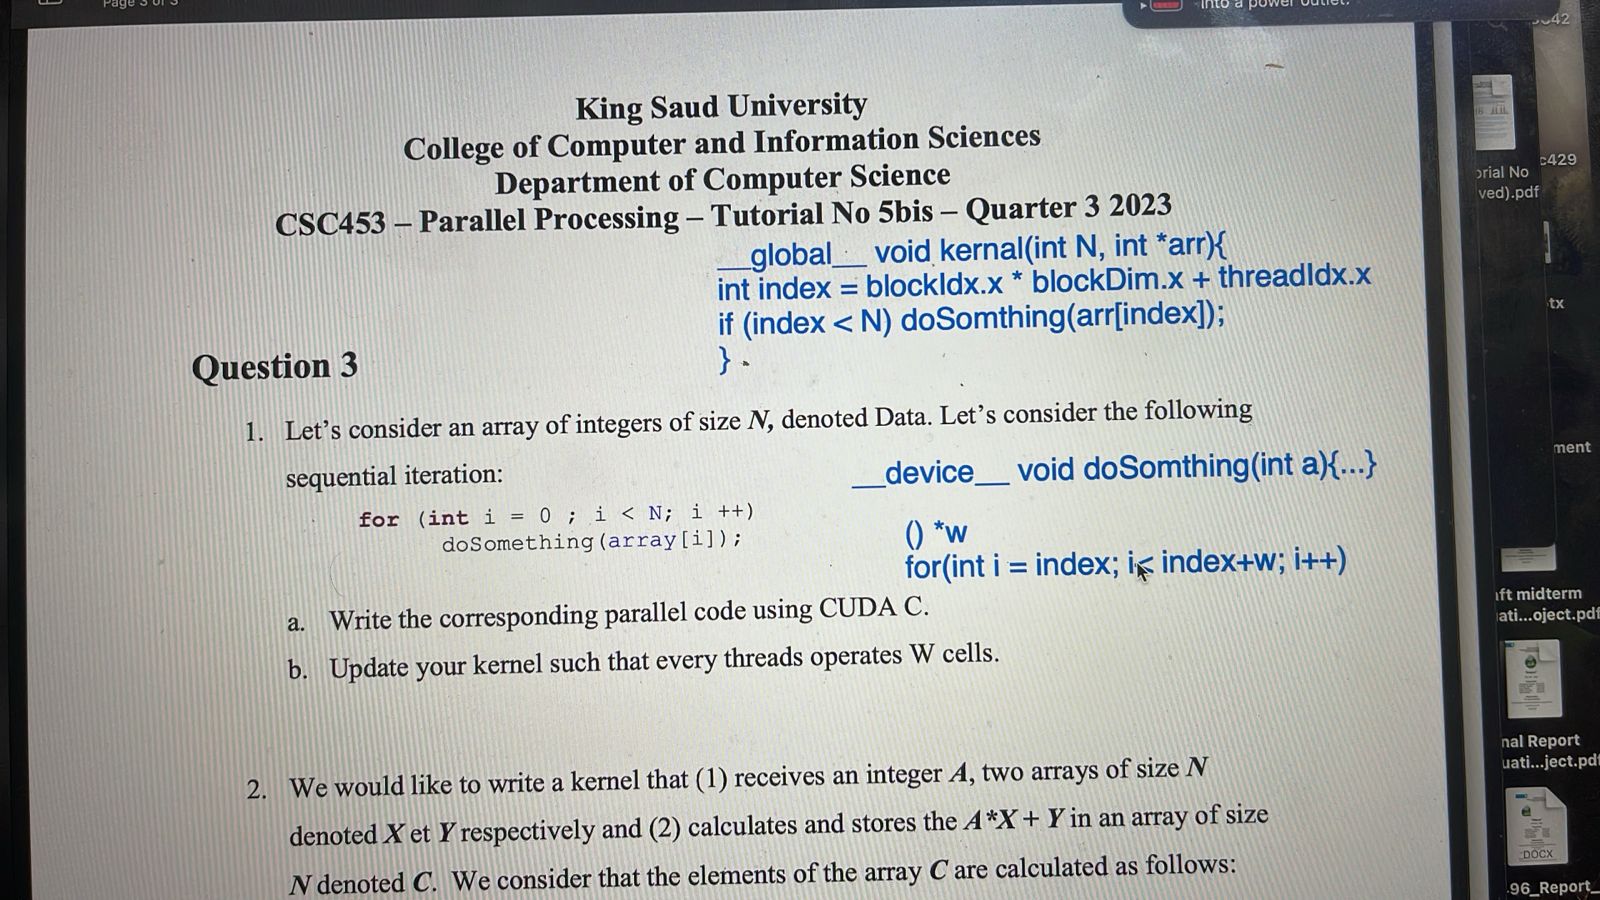 Page 3 of 3
into a power outlet.
King Saud University
College of Computer and Information Sciences
Department of Computer Science
CSC453 – Parallel Processing – Tutorial No 5bis – Quarter 3 2023
__global__ void kernal(int N, int *arr){
int index = blockIdx.x * blockDim.x + threadIdx.x
if (index < N) doSomthing(arr[index]);
}
Question 3
1. Let's consider an array of integers of size N, denoted Data. Let's consider the following
sequential iteration:
__device__ void doSomthing(int a){...}
for (int i = 0 ; i < N; i ++)
doSomething(array[i]);
() *w
for(int i = index; i< index+w; i++)
a. Write the corresponding parallel code using CUDA C.
b. Update your kernel such that every threads operates W cells.
2. We would like to write a kernel that (1) receives an integer A, two arrays of size N
denoted X et Y respectively and (2) calculates and stores the A*X + Y in an array of size
N denoted C. We consider that the elements of the array C are calculated as follows:
c429
orial No
ved).pdf
tx
ment
aft midterm
ati...oject.pdf
nal Report
uati...ject.pdf
DOCX
96_Report_